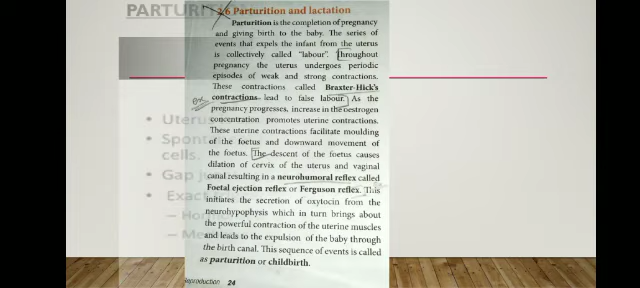 PARTURITI
2.6 Parturition and lactation
Parturition is the completion of pregnancy
and giving birth to the baby. The series of
events that expels the infant from the uterus
is collectively called "labour". Throughout
pregnancy the uterus undergoes periodic
episodes of weak and strong contractions.
These contractions called Braxter-Hick's
contractions lead to false labour. As the
pregnancy progresses, increase in the oestrogen
concentration promotes uterine contractions.
These uterine contractions facilitate moulding
of the foetus and downward movement of
the foetus. The descent of the foetus causes
dilation of cervix of the uterus and vaginal
canal resulting in a neurohumoral reflex called
Foetal ejection reflex or Ferguson reflex. This
initiates the secretion of oxytocin from the
neurohypophysis which in turn brings about
the powerful contraction of the uterine muscles
and leads to the expulsion of the baby through
the birth canal. This sequence of events is called
as parturition or childbirth.
Reproduction 24
• Uteru
• Spon
cells.
• Gap j
• Exac
– Ho
– M